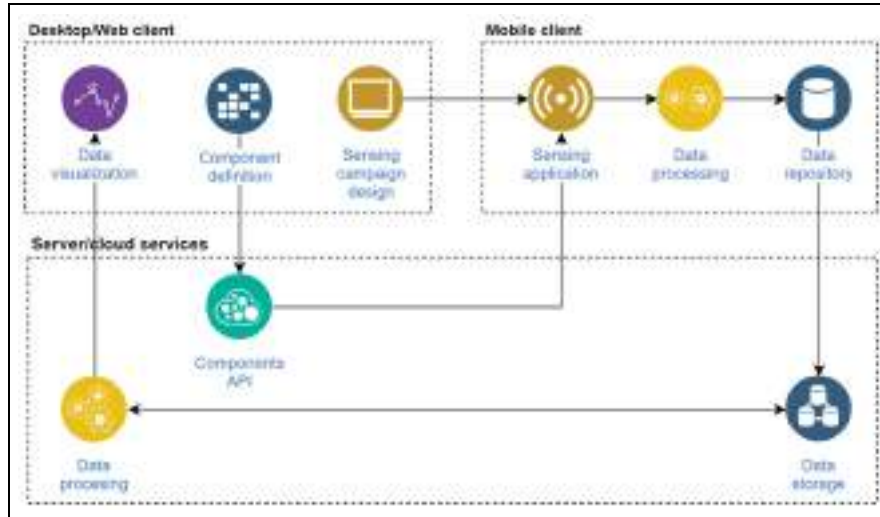 Desktop/Web client
Mobile client
Data
visualization
Component
definition
Sensing
campaign
design
Sensing
application
Data
processing
Data
repository
Server/cloud services
Components
API
Data
procesing
Data
storage